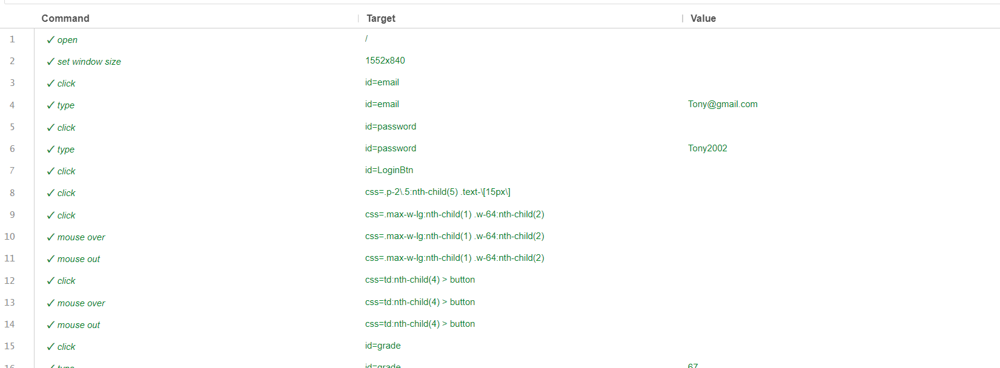 Command Target Value
1 ✓ open /
2 ✓ set window size 1552x840
3 ✓ click id=email
4 ✓ type id=email Tony@gmail.com
5 ✓ click id=password
6 ✓ type id=password Tony2002
7 ✓ click id=LoginBtn
8 ✓ click css=.p-2\.5:nth-child(5) .text-\[15px\]
9 ✓ click css=.max-w-lg:nth-child(1) .w-64:nth-child(2)
10 ✓ mouse over css=.max-w-lg:nth-child(1) .w-64:nth-child(2)
11 ✓ mouse out css=.max-w-lg:nth-child(1) .w-64:nth-child(2)
12 ✓ click css=td:nth-child(4) > button
13 ✓ mouse over css=td:nth-child(4) > button
14 ✓ mouse out css=td:nth-child(4) > button
15 ✓ click id=grade
16 ✓ type id=grade 67